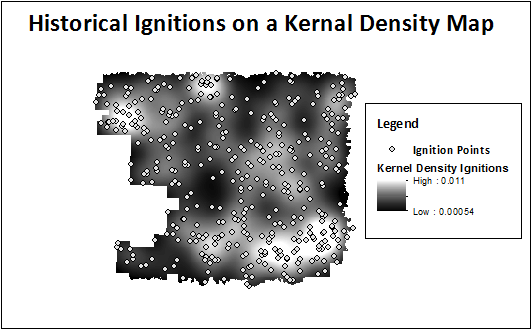 Historical Ignitions on a Kernal Density Map
Legend
Ignition Points
Kernel Density Ignitions
High : 0.011
Low : 0.00054